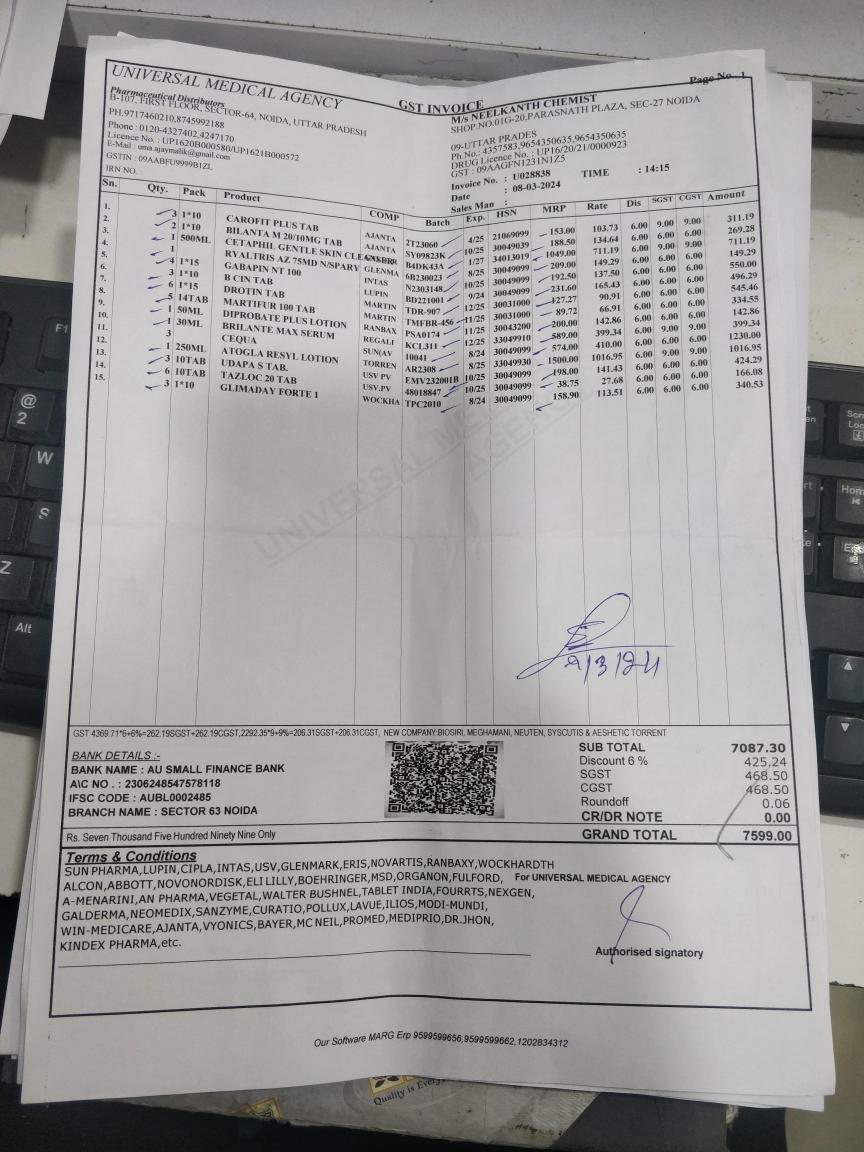 Page No. 1
UNIVERSAL MEDICAL AGENCY
Pharmaceutical Distributors
B-107, FIRST FLOOR, SECTOR-64, NOIDA, UTTAR PRADESH
PH.9717460210,8745992188
Phone : 0120-4327402,4247170
Licence No. : UP1620B000580/UP1621B000572
E-Mail : uma.ajaymalik@gmail.com
GSTIN : 09AABFU9999B1ZL
IRN NO.
GST INVOICE
M/s NEELKANTH CHEMIST
SHOP.NO.01G-20,PARASNATH PLAZA, SEC-27 NOIDA
09-UTTAR PRADES
Ph.No.: 4357583,9654350635,9654350635
DRUG Licence No. : UP16/20/21/0000923
GST : 09AAGFN1231N1Z5
Invoice No. : U028838 TIME : 14:15
Date : 08-03-2024
Sales Man :
Sn. Qty. Pack Product COMP Batch Exp. HSN MRP Rate Dis SGST CGST Amount
1. 3 1*10 CAROFIT PLUS TAB AJANTA 2T23060 4/25 21069099 153.00 103.73 6.00 9.00 9.00 311.19
2. 2 1*10 BILANTA M 20/10MG TAB AJANTA SY09823K 10/25 30049039 188.50 134.64 6.00 6.00 6.00 269.28
3. 1 500ML CETAPHIL GENTLE SKIN CLEANSER B4DK43A 1/27 34013019 1049.00 711.19 6.00 9.00 9.00 711.19
4. 1 RYALTRIS AZ 75MD N/SPARY GLENMA 6B230023 8/25 30049099 209.00 149.29 6.00 6.00 6.00 149.29
5. 4 1*15 GABAPIN NT 100 INTAS N2303148 10/25 30049099 192.50 137.50 6.00 6.00 6.00 550.00
6. 3 1*10 B CIN TAB LUPIN BD221001 9/24 30049099 231.60 165.43 6.00 6.00 6.00 496.29
7. 6 1*15 DROTIN TAB MARTIN TDR-907 12/25 30031000 127.27 90.91 6.00 6.00 6.00 545.46
8. 5 14TAB MARTIFUR 100 TAB MARTIN TMFBR-456 11/25 30031000 89.72 66.91 6.00 6.00 6.00 334.55
9. 1 50ML DIPROBATE PLUS LOTION RANBAX PSA0174 11/25 30043200 200.00 142.86 6.00 6.00 6.00 142.86
10. 1 30ML BRILANTE MAX SERUM REGALI KCL311 12/25 33049910 589.00 399.34 6.00 9.00 9.00 399.34
11. 3 CEQUA SUN(AV 10041 8/24 30049099 574.00 410.00 6.00 6.00 6.00 1230.00
12. 1 250ML ATOGLA RESYL LOTION TORREN AR2308 8/25 33049930 1500.00 1016.95 6.00 9.00 9.00 1016.95
13. 3 10TAB UDAPA S TAB. USV PV EMV232001B 10/25 30049099 198.00 141.43 6.00 6.00 6.00 424.29
14. 6 10TAB TAZLOC 20 TAB USV.PV 48018847 10/25 30049099 38.75 27.68 6.00 6.00 6.00 166.08
15. 3 1*10 GLIMADAY FORTE 1 WOCKHA TPC2010 8/24 30049099 158.90 113.51 6.00 6.00 6.00 340.53
UNIVERSAL MEDICAL AGENCY
GST 4369.71*6+6%=262.19SGST+262.19CGST,2292.35*9+9%=206.31SGST+206.31CGST, NEW COMPANY:BIOSIRI, MEGHAMANI, NEUTEN, SYSCUTIS & AESHETIC TORRENT
BANK DETAILS :-
BANK NAME : AU SMALL FINANCE BANK
A\C NO . : 2306248547578118
IFSC CODE : AUBL0002485
BRANCH NAME : SECTOR 63 NOIDA
SUB TOTAL 7087.30
Discount 6 % 425.24
SGST 468.50
CGST 468.50
Roundoff 0.06
CR/DR NOTE 0.00
GRAND TOTAL 7599.00
Rs. Seven Thousand Five Hundred Ninety Nine Only
Terms & Conditions
SUN PHARMA,LUPIN,CIPLA,INTAS,USV,GLENMARK,ERIS,NOVARTIS,RANBAXY,WOCKHARDTH
ALCON,ABBOTT,NOVONORDISK,ELI LILLY,BOEHRINGER,MSD,ORGANON,FULFORD,
A-MENARINI,AN PHARMA,VEGETAL,WALTER BUSHNEL,TABLET INDIA,FOURRTS,NEXGEN,
GALDERMA,NEOMEDIX,SANZYME,CURATIO,POLLUX,LAVUE,ILIOS,MODI-MUNDI,
WIN-MEDICARE,AJANTA,VYONICS,BAYER,MC NEIL,PROMED,MEDIPRIO,DR.JHON,
KINDEX PHARMA,etc.
For UNIVERSAL MEDICAL AGENCY
Authorised signatory
Our Software MARG Erp 9599599656,9599599662,1202834312
Quality is Every
F1
@
2
W
S
Z
Alt
Home